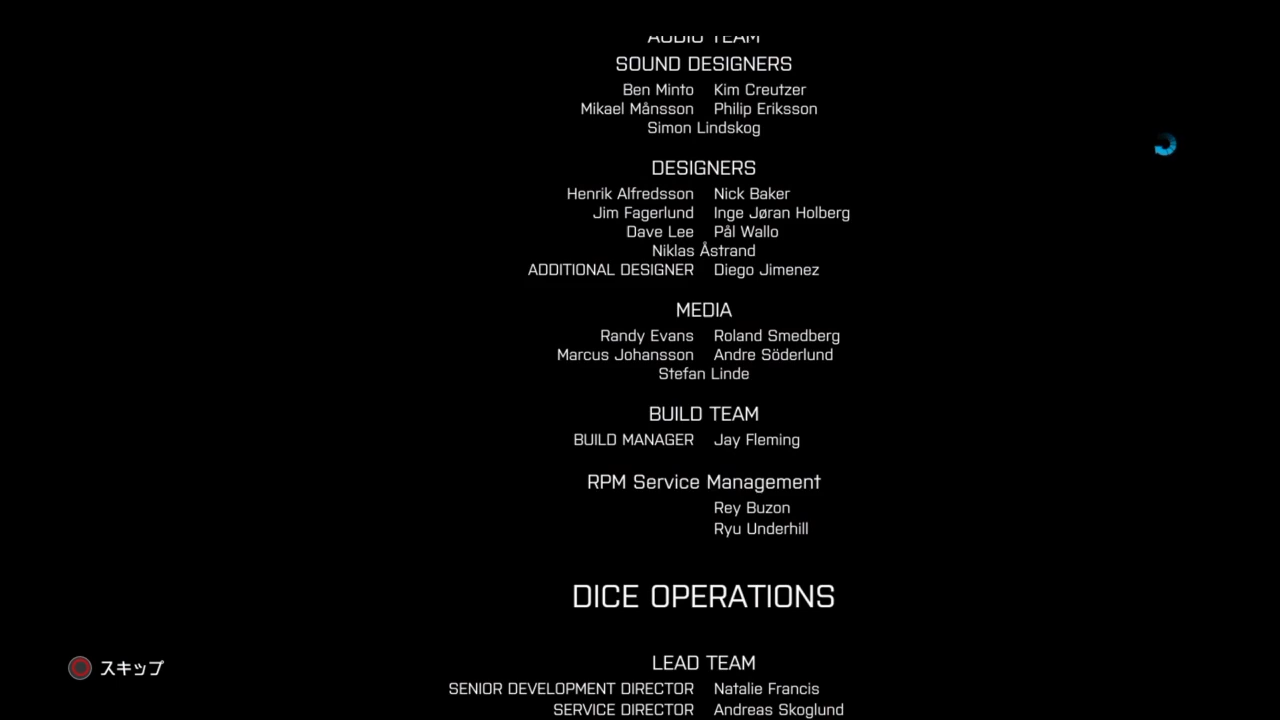 AUDIO TEAM
SOUND DESIGNERS
Ben Minto Kim Creutzer
Mikael Månsson Philip Eriksson
Simon Lindskog
DESIGNERS
Henrik Alfredsson Nick Baker
Jim Fagerlund Inge Jøran Holberg
Dave Lee Pål Wallo
Niklas Åstrand
ADDITIONAL DESIGNER Diego Jimenez
MEDIA
Randy Evans Roland Smedberg
Marcus Johansson Andre Söderlund
Stefan Linde
BUILD TEAM
BUILD MANAGER Jay Fleming
RPM Service Management
Rey Buzon
Ryu Underhill
DICE OPERATIONS
LEAD TEAM
SENIOR DEVELOPMENT DIRECTOR Natalie Francis
SERVICE DIRECTOR Andreas Skoglund
スキップ